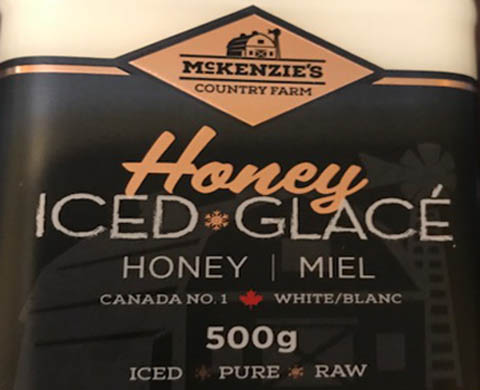 McKENZIE'S
COUNTRY FARM
Honey
ICED GLACÉ
HONEY | MIEL
CANADA NO. 1 WHITE/BLANC
500g
ICED PURE RAW